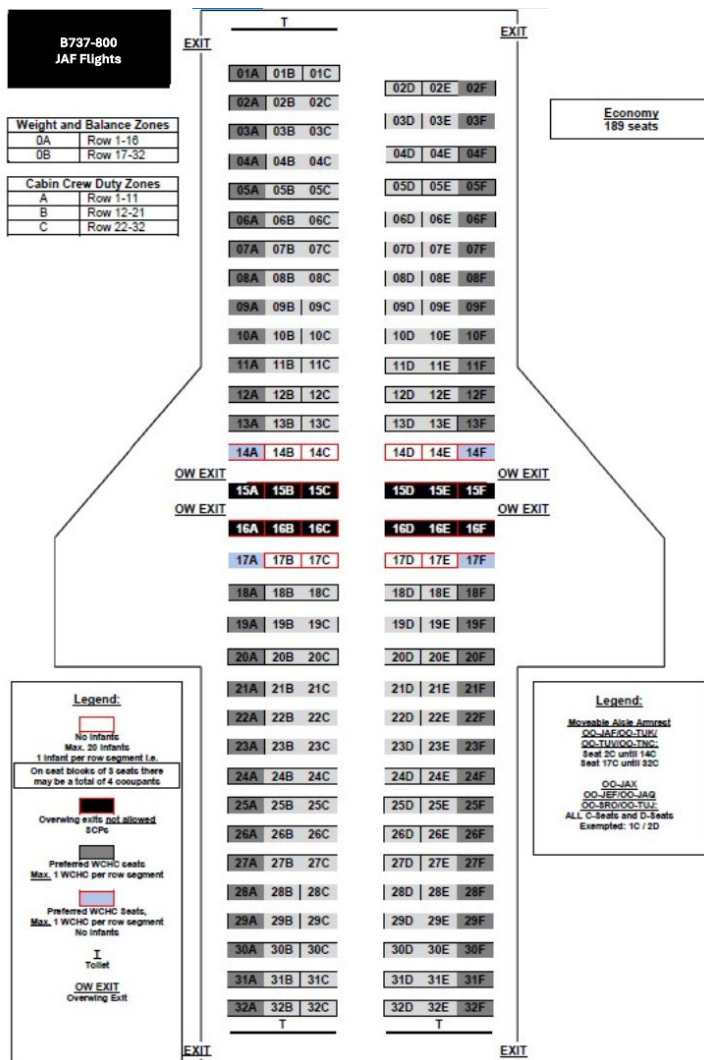 B737-800
JAF Flights
T
EXIT
EXIT
Economy
189 seats
Weight and Balance Zones
0A Row 1-16
0B Row 17-32
Cabin Crew Duty Zones
A Row 1-11
B Row 12-21
C Row 22-32
01A 01B 01C
02D 02E 02F
02A 02B 02C
03D 03E 03F
03A 03B 03C
04D 04E 04F
04A 04B 04C
05D 05E 05F
05A 05B 05C
06A 06B 06C 06D 06E 06F
07A 07B 07C 07D 07E 07F
08A 08B 08C 08D 08E 08F
09A 09B 09C 09D 09E 09F
10A 10B 10C 10D 10E 10F
11A 11B 11C 11D 11E 11F
12A 12B 12C 12D 12E 12F
13A 13B 13C 13D 13E 13F
14A 14B 14C 14D 14E 14F
OW EXIT OW EXIT
15A 15B 15C 15D 15E 15F
OW EXIT OW EXIT
16A 16B 16C 16D 16E 16F
17A 17B 17C 17D 17E 17F
18A 18B 18C 18D 18E 18F
19A 19B 19C 19D 19E 19F
20A 20B 20C 20D 20E 20F
21A 21B 21C 21D 21E 21F
22A 22B 22C 22D 22E 22F
23A 23B 23C 23D 23E 23F
24A 24B 24C 24D 24E 24F
25A 25B 25C 25D 25E 25F
26A 26B 26C 26D 26E 26F
27A 27B 27C 27D 27E 27F
28A 28B 28C 28D 28E 28F
29A 29B 29C 29D 29E 29F
30A 30B 30C 30D 30E 30F
31A 31B 31C 31D 31E 31F
32A 32B 32C 32D 32E 32F
T T
EXIT EXIT
Legend:
No Infants
Max. 20 Infants
1 Infant per row segment i.e.
On seat blocks of 3 seats there
may be a total of 4 occupants
Overwing exits not allowed
SCPs
Preferred WCHC seats
Max. 1 WCHC per row segment
Preferred WCHC Seats,
Max. 1 WCHC per row segment
No Infants
T
Toilet
OW EXIT
Overwing Exit
Legend:
Moveable Aisle Armrest
OO-JAF/OO-TUK/
OO-TUV/OO-TNC:
Seat 2C until 14C
Seat 17C until 32C
OO-JAX
OO-JEF/OO-JAQ
OO-SRO/OO-TUJ:
ALL C-Seats and D-Seats
Exempted: 1C / 2D